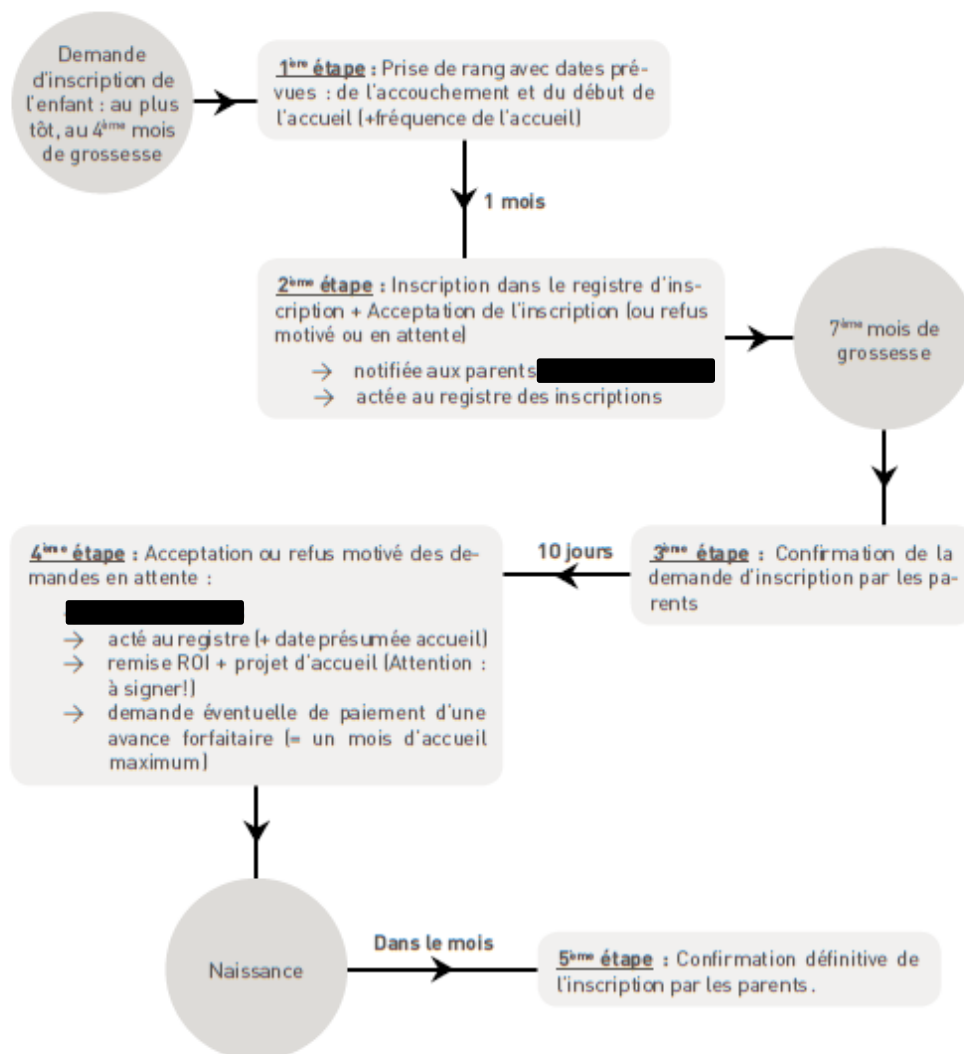 Demande
d'inscription de
l'enfant : au plus
tôt, au 4ème mois
de grossesse
1ère étape : Prise de rang avec dates pré-
vues : de l'accouchement et du début de
l'accueil (+fréquence de l'accueil)
1 mois
2ème étape : Inscription dans le registre d'ins-
cription + Acceptation de l'inscription (ou refus
motivé ou en attente)
→ notifiée aux parents
→ actée au registre des inscriptions
7ème mois de
grossesse
3ème étape : Confirmation de la
demande d'inscription par les pa-
rents
10 jours
4ème étape : Acceptation ou refus motivé des de-
mandes en attente :
→ acté au registre (+ date présumée accueil)
→ remise ROI + projet d'accueil (Attention :
à signer!)
→ demande éventuelle de paiement d'une
avance forfaitaire (= un mois d'accueil
maximum)
Naissance
Dans le mois
5ème étape : Confirmation définitive de
l'inscription par les parents.